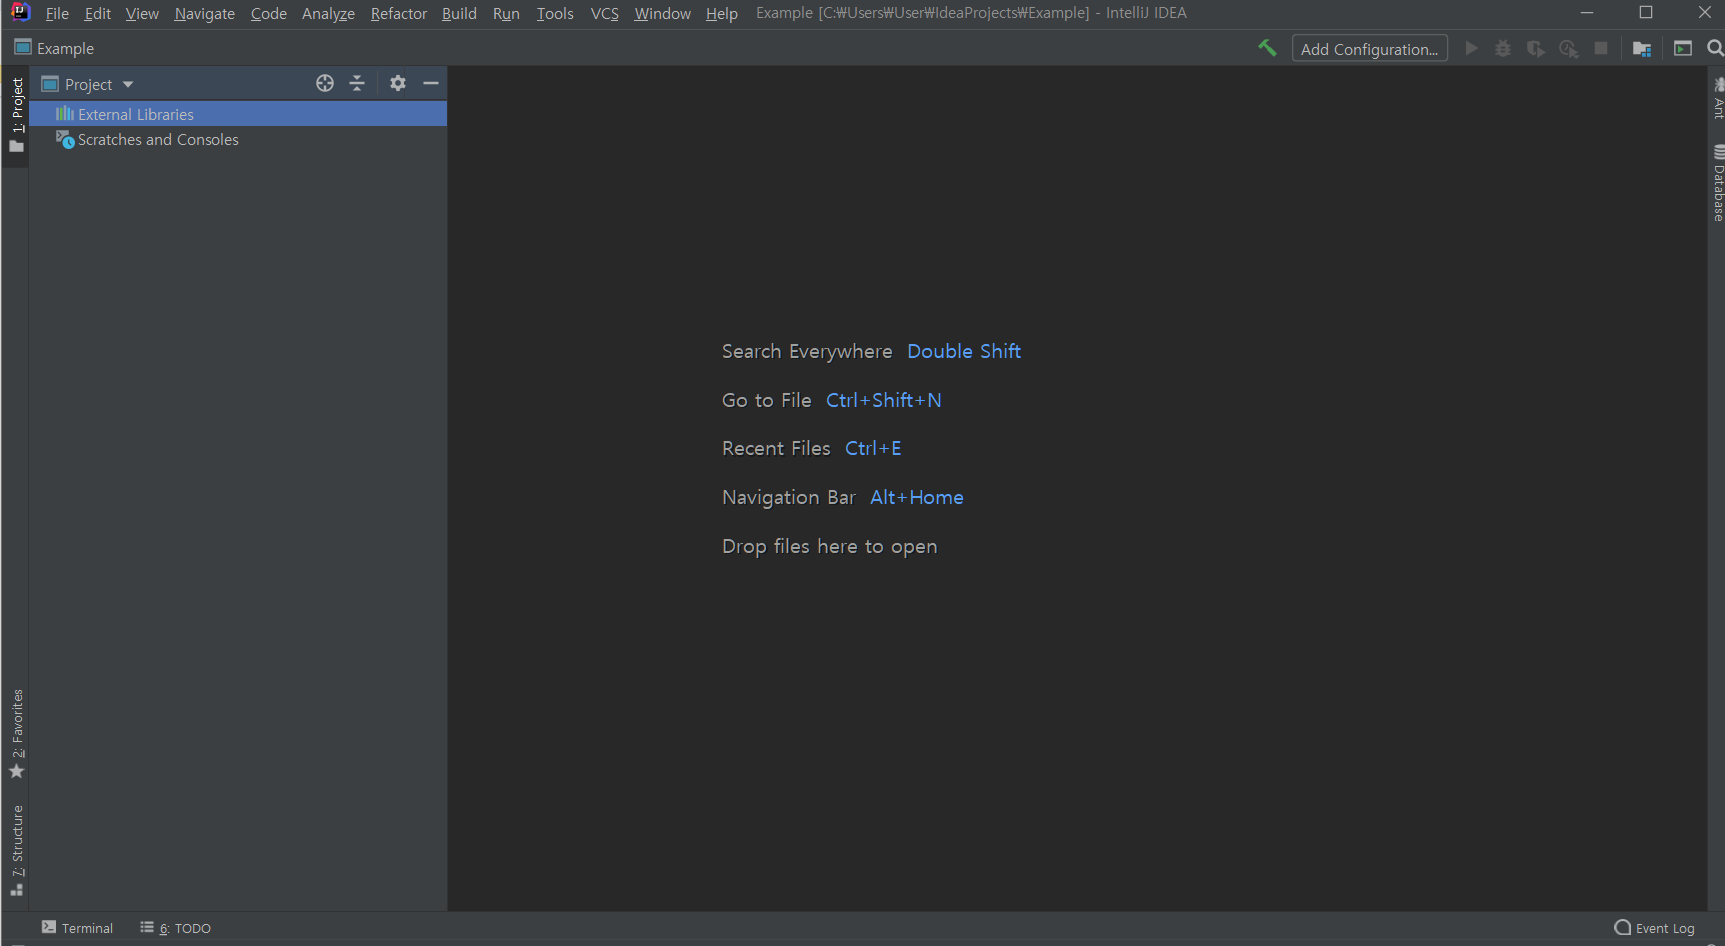 File Edit View Navigate Code Analyze Refactor Build Run Tools VCS Window Help Example [C:₩Users₩User₩IdeaProjects₩Example] - IntelliJ IDEA
Example
Add Configuration...
1: Project
Project
External Libraries
Scratches and Consoles
Search Everywhere Double Shift
Go to File Ctrl+Shift+N
Recent Files Ctrl+E
Navigation Bar Alt+Home
Drop files here to open
Ant
Database
2: Favorites
7: Structure
Terminal
6: TODO
Event Log